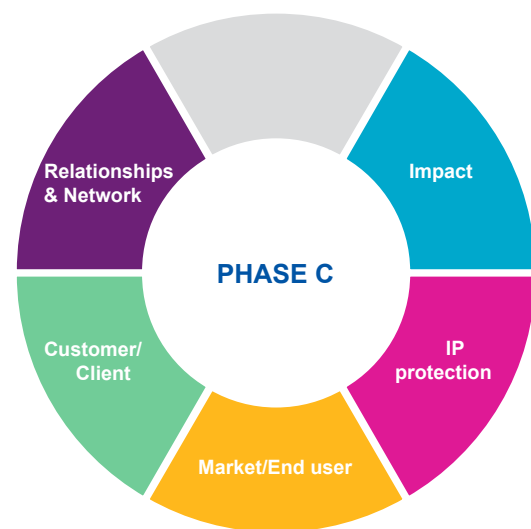 Relationships
& Network
Impact
PHASE C
Customer/
Client
IP
protection
Market/End user